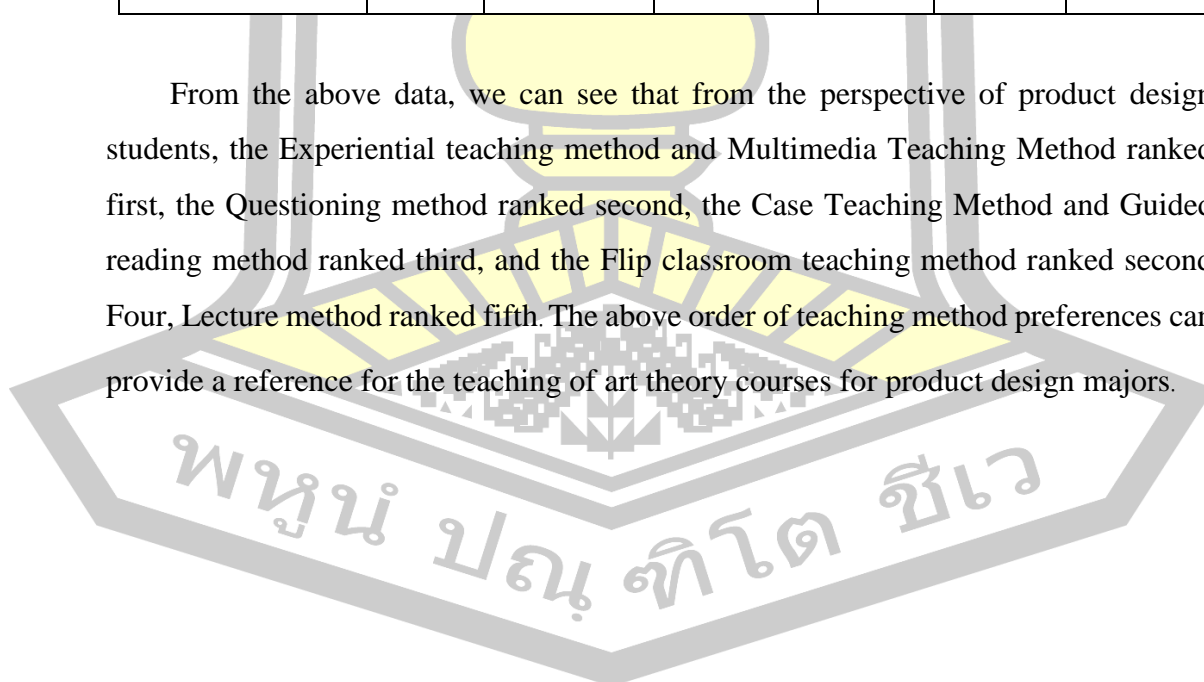 From the above data, we can see that from the perspective of product design
students, the Experiential teaching method and Multimedia Teaching Method ranked
first, the Questioning method ranked second, the Case Teaching Method and Guided
reading method ranked third, and the Flip classroom teaching method ranked second
Four, Lecture method ranked fifth. The above order of teaching method preferences can
provide a reference for the teaching of art theory courses for product design majors.
พหูนํ ปณฺฑิโต ชีเว